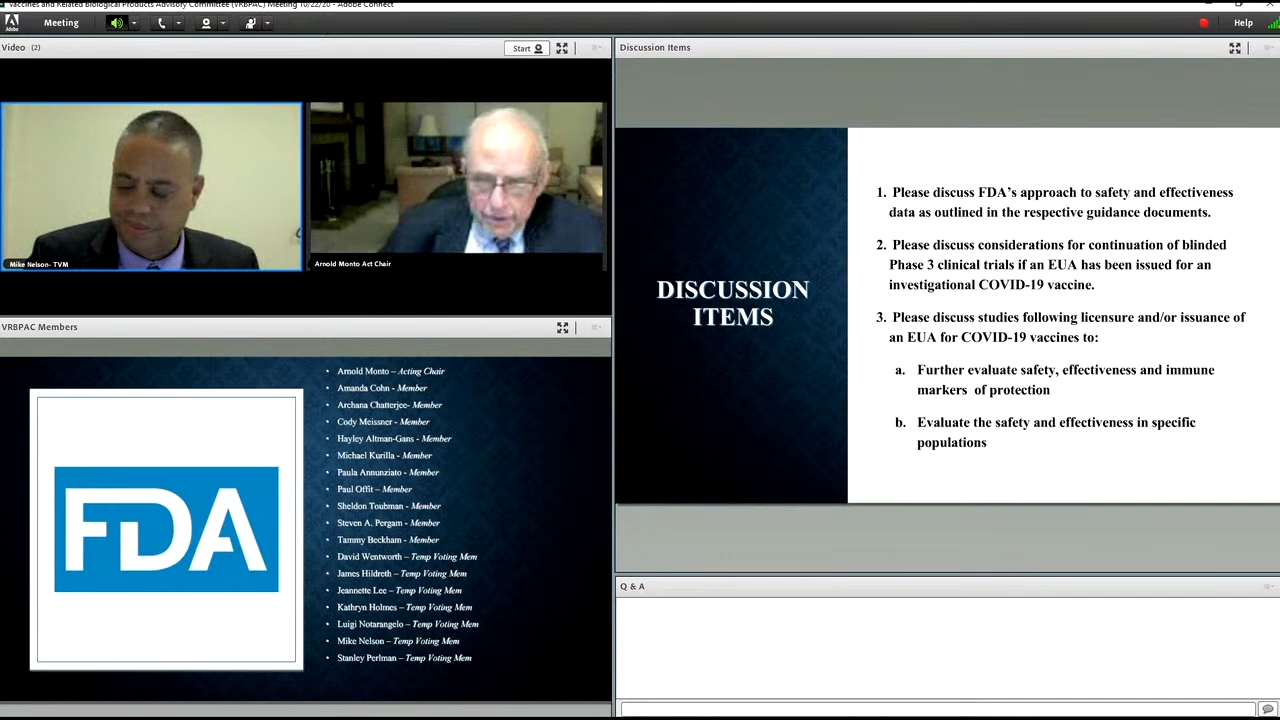 Vaccines and Related Biological Products Advisory Committee (VRBPAC) Meeting 10/22/20 - Adobe Connect
Adobe
Meeting
Help
Video (2)
Start
Mike Nelson- TVM
Arnold Monto Act Chair
VRBPAC Members
FDA
• Arnold Monto – Acting Chair
• Amanda Cohn - Member
• Archana Chatterjee- Member
• Cody Meissner - Member
• Hayley Altman-Gans - Member
• Michael Kurilla - Member
• Paula Annunziato - Member
• Paul Offit – Member
• Sheldon Toubman - Member
• Steven A. Pergam - Member
• Tammy Beckham - Member
• David Wentworth – Temp Voting Mem
• James Hildreth – Temp Voting Mem
• Jeannette Lee – Temp Voting Mem
• Kathryn Holmes – Temp Voting Mem
• Luigi Notarangelo – Temp Voting Mem
• Mike Nelson – Temp Voting Mem
• Stanley Perlman – Temp Voting Mem
Discussion Items
DISCUSSION
ITEMS
1. Please discuss FDA's approach to safety and effectiveness
data as outlined in the respective guidance documents.
2. Please discuss considerations for continuation of blinded
Phase 3 clinical trials if an EUA has been issued for an
investigational COVID-19 vaccine.
3. Please discuss studies following licensure and/or issuance of
an EUA for COVID-19 vaccines to:
a. Further evaluate safety, effectiveness and immune
markers of protection
b. Evaluate the safety and effectiveness in specific
populations
Q & A